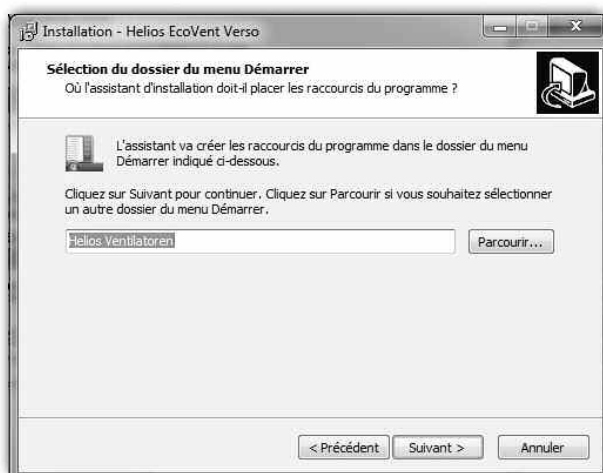 Installation - Helios EcoVent Verso
Sélection du dossier du menu Démarrer
Où l'assistant d'installation doit-il placer les raccourcis du programme ?
L'assistant va créer les raccourcis du programme dans le dossier du menu
Démarrer indiqué ci-dessous.
Cliquez sur Suivant pour continuer. Cliquez sur Parcourir si vous souhaitez sélectionner
un autre dossier du menu Démarrer.
Helios Ventilatoren
Parcourir...
< Précédent
Suivant >
Annuler